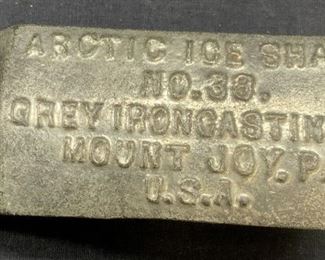 ARCTIC ICE SHA
NO.33.
GREY IRON CASTIN
MOUNT JOY, P
U.S.A.